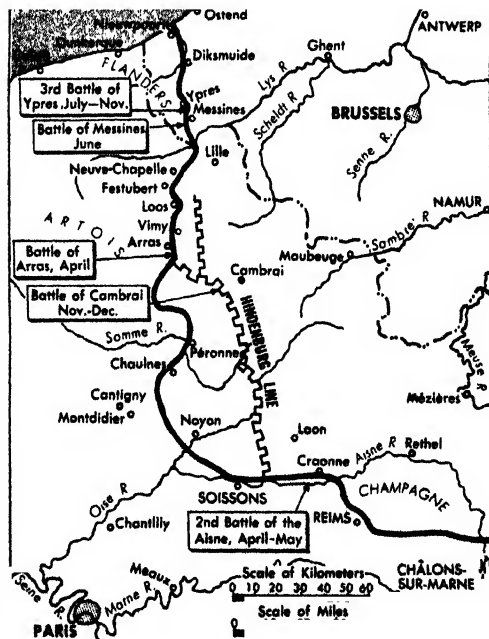 Ostend
Nieuwpoort
Dunkerque
Diksmuide
FLANDERS
ANTWERP
Ghent
Lys R
Scheldt R
3rd Battle of
Ypres July—Nov.
Ypres
Messines
Battle of Messines
June
BRUSSELS
Senne R.
Lille
Neuve-Chapelle
Festubert
Loos
Vimy
ARTOIS
Arras
NAMUR
Sambre R
Maubeuge
Battle of
Arras, April
Cambrai
Battle of Cambrai
Nov.-Dec.
HINDENBURG LINE
Somme R.
Péronne
Chaulnes
Cantigny
Montdidier
Meuse R
Mézières
Noyon
Laon
Aisne R
Rethel
Craonne
CHAMPAGNE
Oise R
SOISSONS
2nd Battle of the
Aisne, April-May
REIMS
Chantilly
Meaux
Marne R
Seine R.
PARIS
CHÂLONS-
SUR-MARNE
Scale of Kilometers
0 10 20 30 40 50 60
Scale of Miles
0